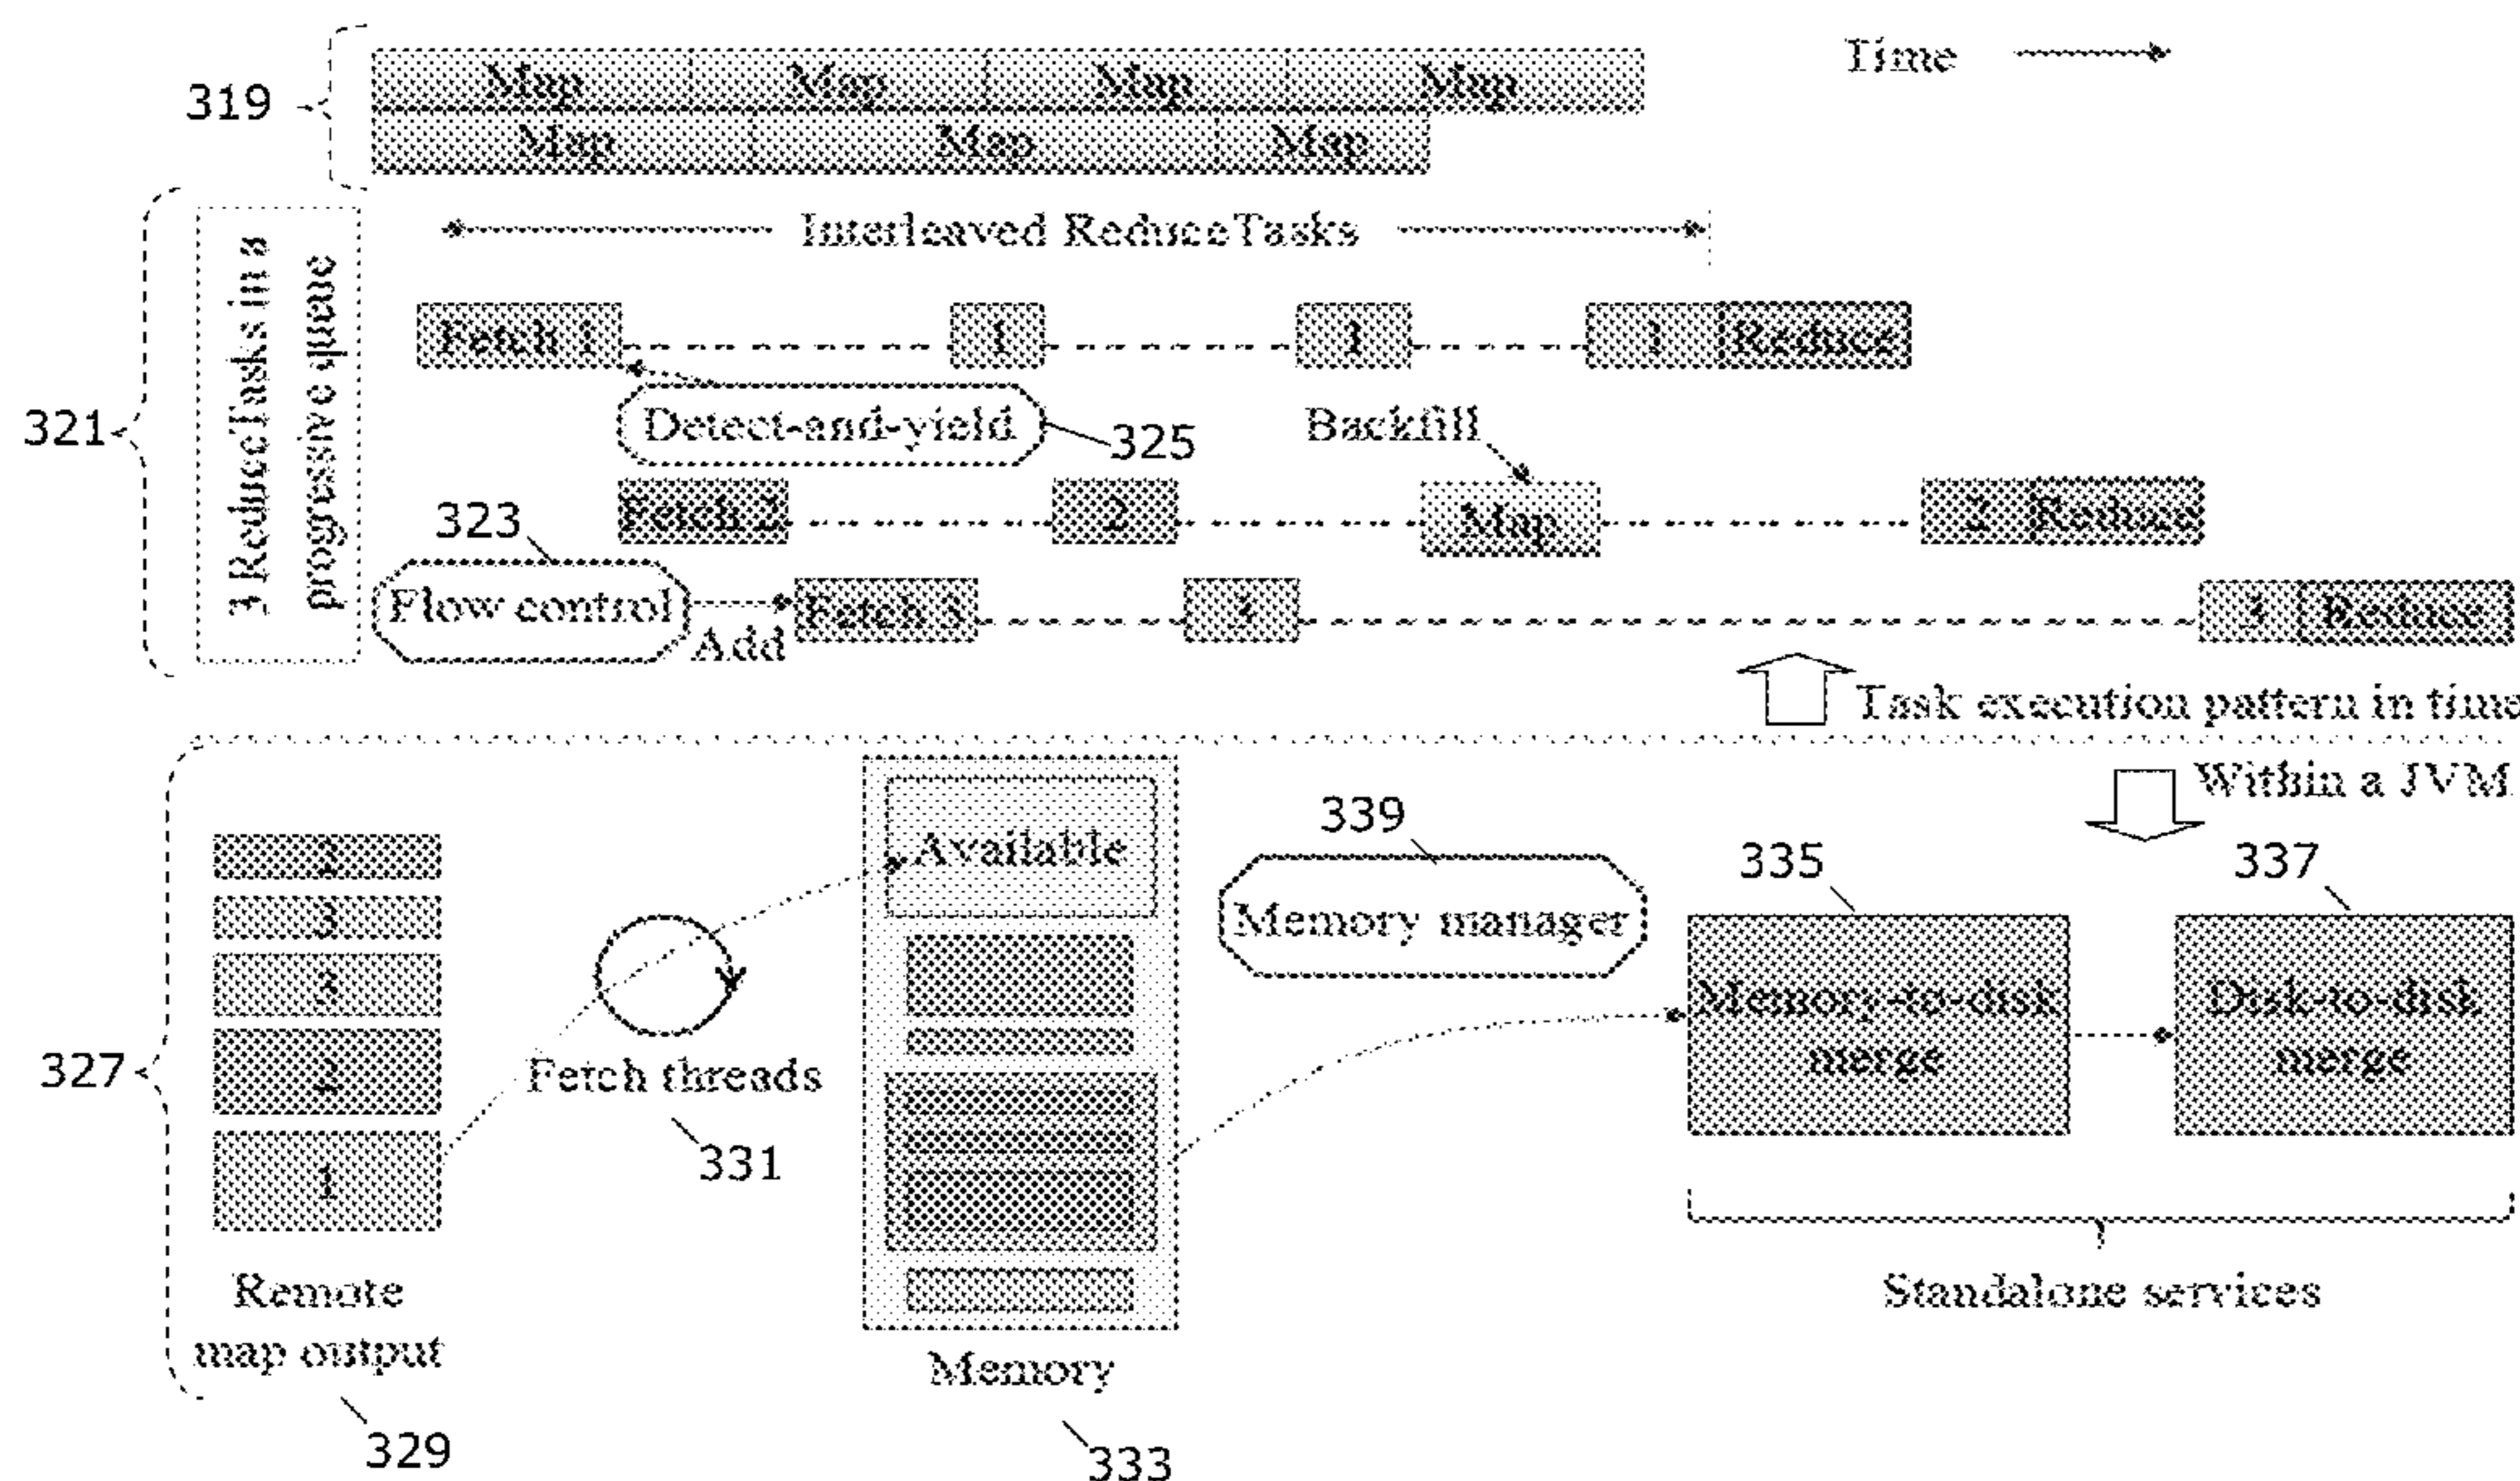 Time
Map Map Map Map
319
Map Map Map
Interleaved ReduceTasks
3 ReduceTasks in a
progressive queue
Fetch 1 1 1 1 Reduce
321
Detect-and-yield
325
Backfill
Fetch 2 2 Map 2 Reduce
323
Flow control
Add
Fetch 3 3 3 Reduce
Task execution pattern in time
Within a JVM
339
335
337
Available
3
Memory manager
3
Memory-to-disk
merge
Disk-to-disk
merge
327
2
Fetch threads
331
1
Remote
map output
329
Memory
333
Standalone services